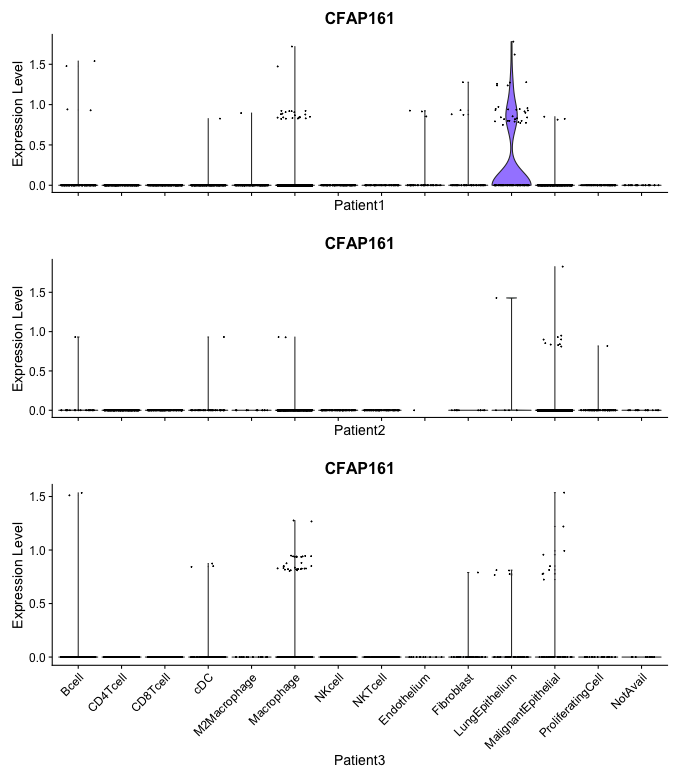 CFAP161
Expression Level
1.5
1.0
0.5
0.0
Patient1
CFAP161
Expression Level
1.5
1.0
0.5
0.0
Patient2
CFAP161
Expression Level
1.5
1.0
0.5
0.0
Bcell
CD4Tcell
CD8Tcell
cDC
M2Macrophage
Macrophage
NKcell
NKTcell
Endothelium
Fibroblast
LungEpithelium
MalignantEpithelial
ProliferatingCell
NotAvail
Patient3